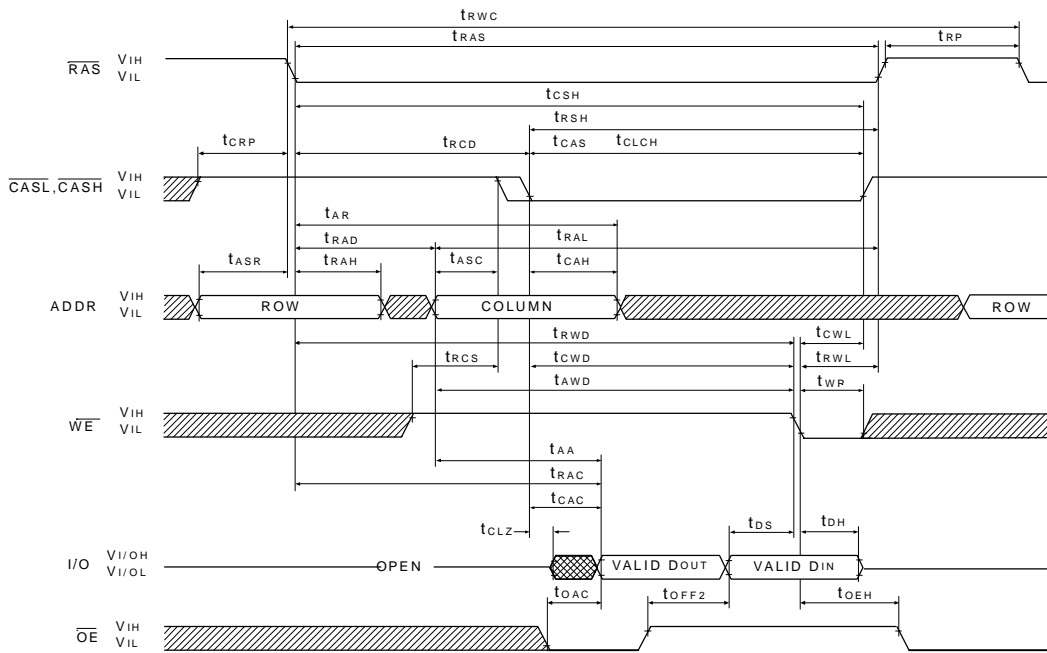 tRWC
tRAS
tRP
RAS VIH
VIL
tCSH
tRSH
tCRP tRCD tCAS tCLCH
CASL,CASH VIH
VIL
tAR
tRAD tRAL
tASR tRAH tASC tCAH
ADDR VIH
VIL
ROW COLUMN ROW
tRWD tCWL
tRCS tCWD tRWL
tAWD tWP
WE VIH
VIL
tAA
tRAC
tCAC
tCLZ tDS tDH
I/O VI/OH
VI/OL
OPEN VALID DOUT VALID DIN
tOAC tOFF2 tOEH
OE VIH
VIL